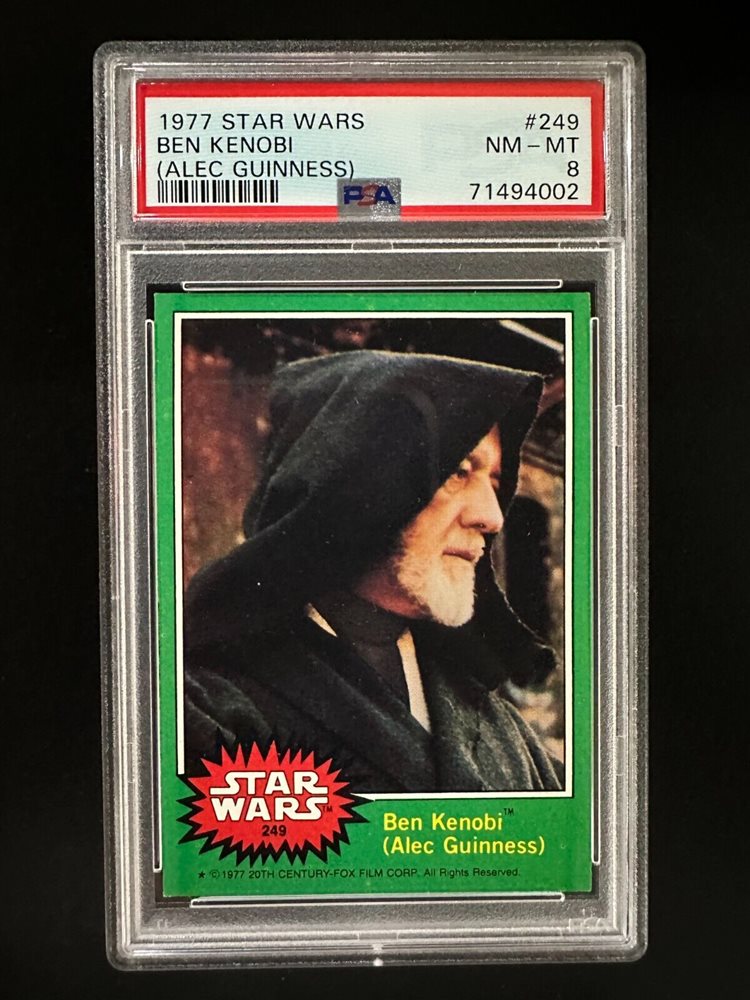 1977 STAR WARS #249
BEN KENOBI NM - MT
(ALEC GUINNESS) 8
PSA 71494002
STAR
WARS™
249
Ben Kenobi™
(Alec Guinness)
★ ©1977 20TH CENTURY-FOX FILM CORP. All Rights Reserved.